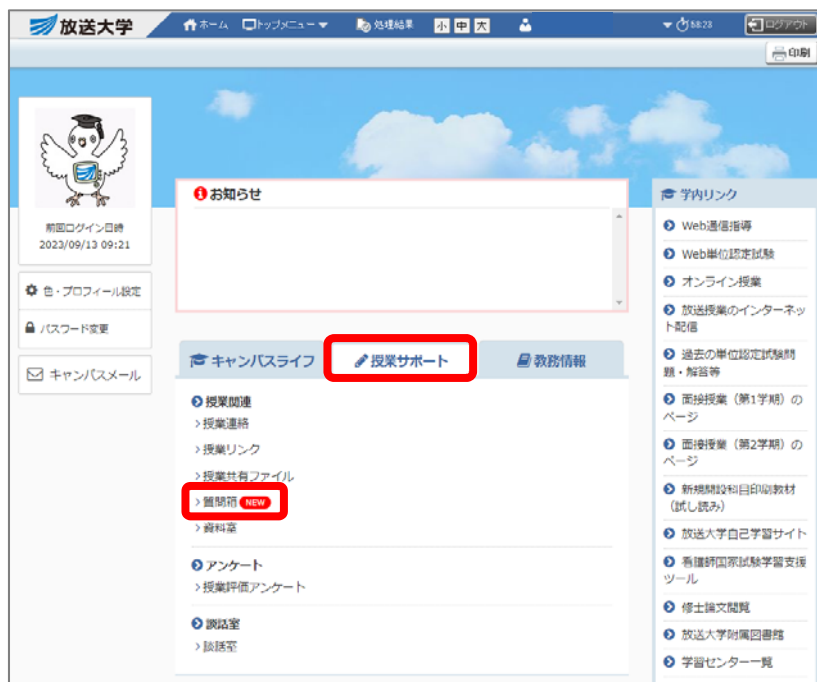 放送大学
ホーム
トップメニュー
処理結果
小 中 大
58:23
ログアウト
印刷
前回ログイン日時
2023/09/13 09:21
色・プロフィール設定
パスワード変更
キャンパスメール
お知らせ
キャンパスライフ
授業サポート
教務情報
授業関連
>授業連絡
>授業リンク
>授業共有ファイル
>質問箱 NEW
>資料室
アンケート
>授業評価アンケート
談話室
>談話室
学内リンク
Web通信指導
Web単位認定試験
オンライン授業
放送授業のインターネッ
ト配信
過去の単位認定試験問
題・解答等
面接授業（第1学期）の
ページ
面接授業（第2学期）の
ページ
新規開設科目印刷教材
（試し読み）
放送大学自己学習サイト
看護師国家試験学習支援
ツール
修士論文閲覧
放送大学附属図書館
学習センター一覧